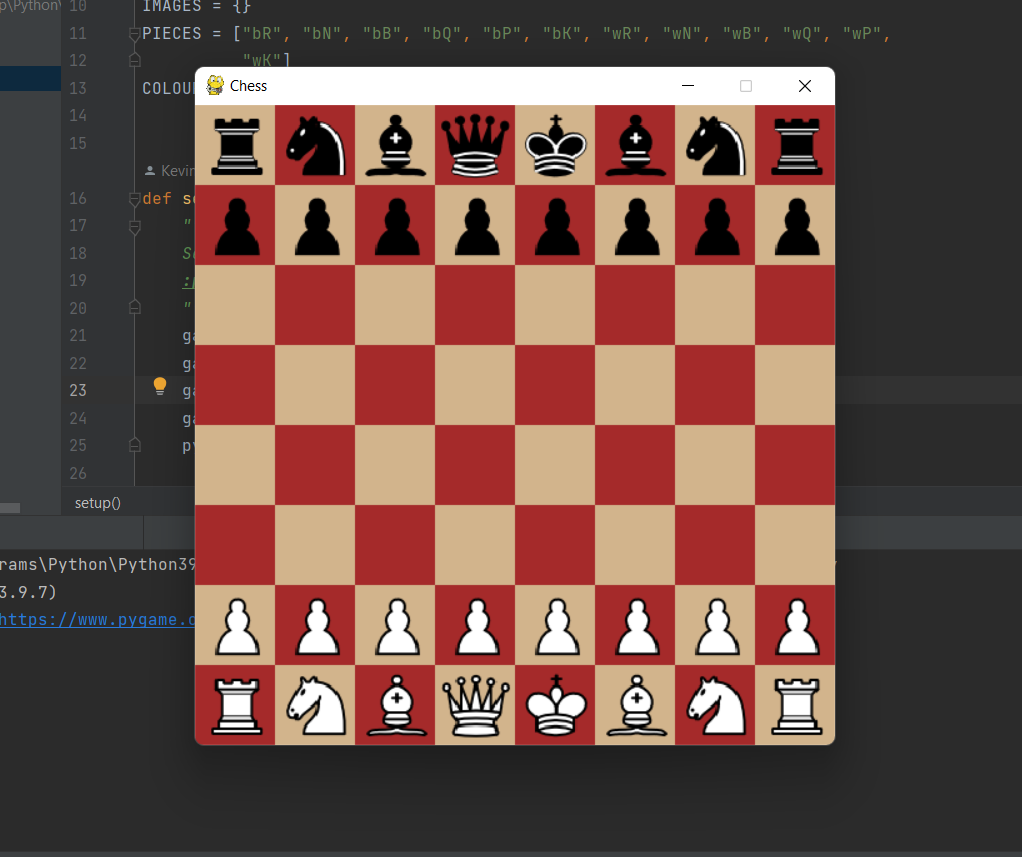 p\Python\
10 IMAGES = {}
11 PIECES = ["bR", "bN", "bB", "bQ", "bP", "bK", "wR", "wN", "wB", "wQ", "wP",
12 "wK"]
13
14
15
16 def
17 "
18
19
20 "
21
22
23
24
25
26
setup()
Chess
rams\Python\Python39
3.9.7)
https://www.pygame.